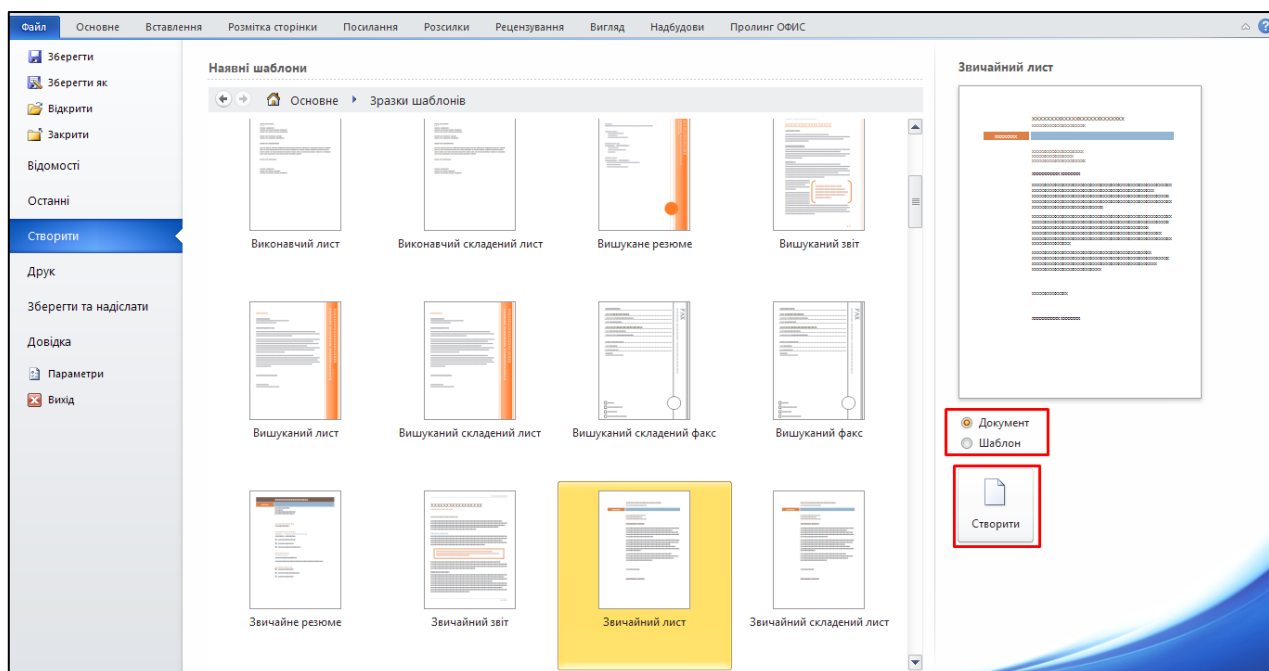 Файл Основне Вставлення Розмітка сторінки Посилання Розсилки Рецензування Вигляд Надбудови Пролинг ОФИС
Зберегти
Зберегти як
Відкрити
Закрити
Відомості
Останні
Створити
Друк
Зберегти та надіслати
Довідка
Параметри
Вихід
Наявні шаблони
Основне Зразки шаблонів
Виконавчий лист Виконавчий складений лист Вишукане резюме Вишуканий звіт
FAX FAX
Вишуканий лист Вишуканий складений лист Вишуканий складений факс Вишуканий факс
Звичайне резюме Звичайний звіт Звичайний лист Звичайний складений лист
Звичайний лист
Документ
Шаблон
Створити